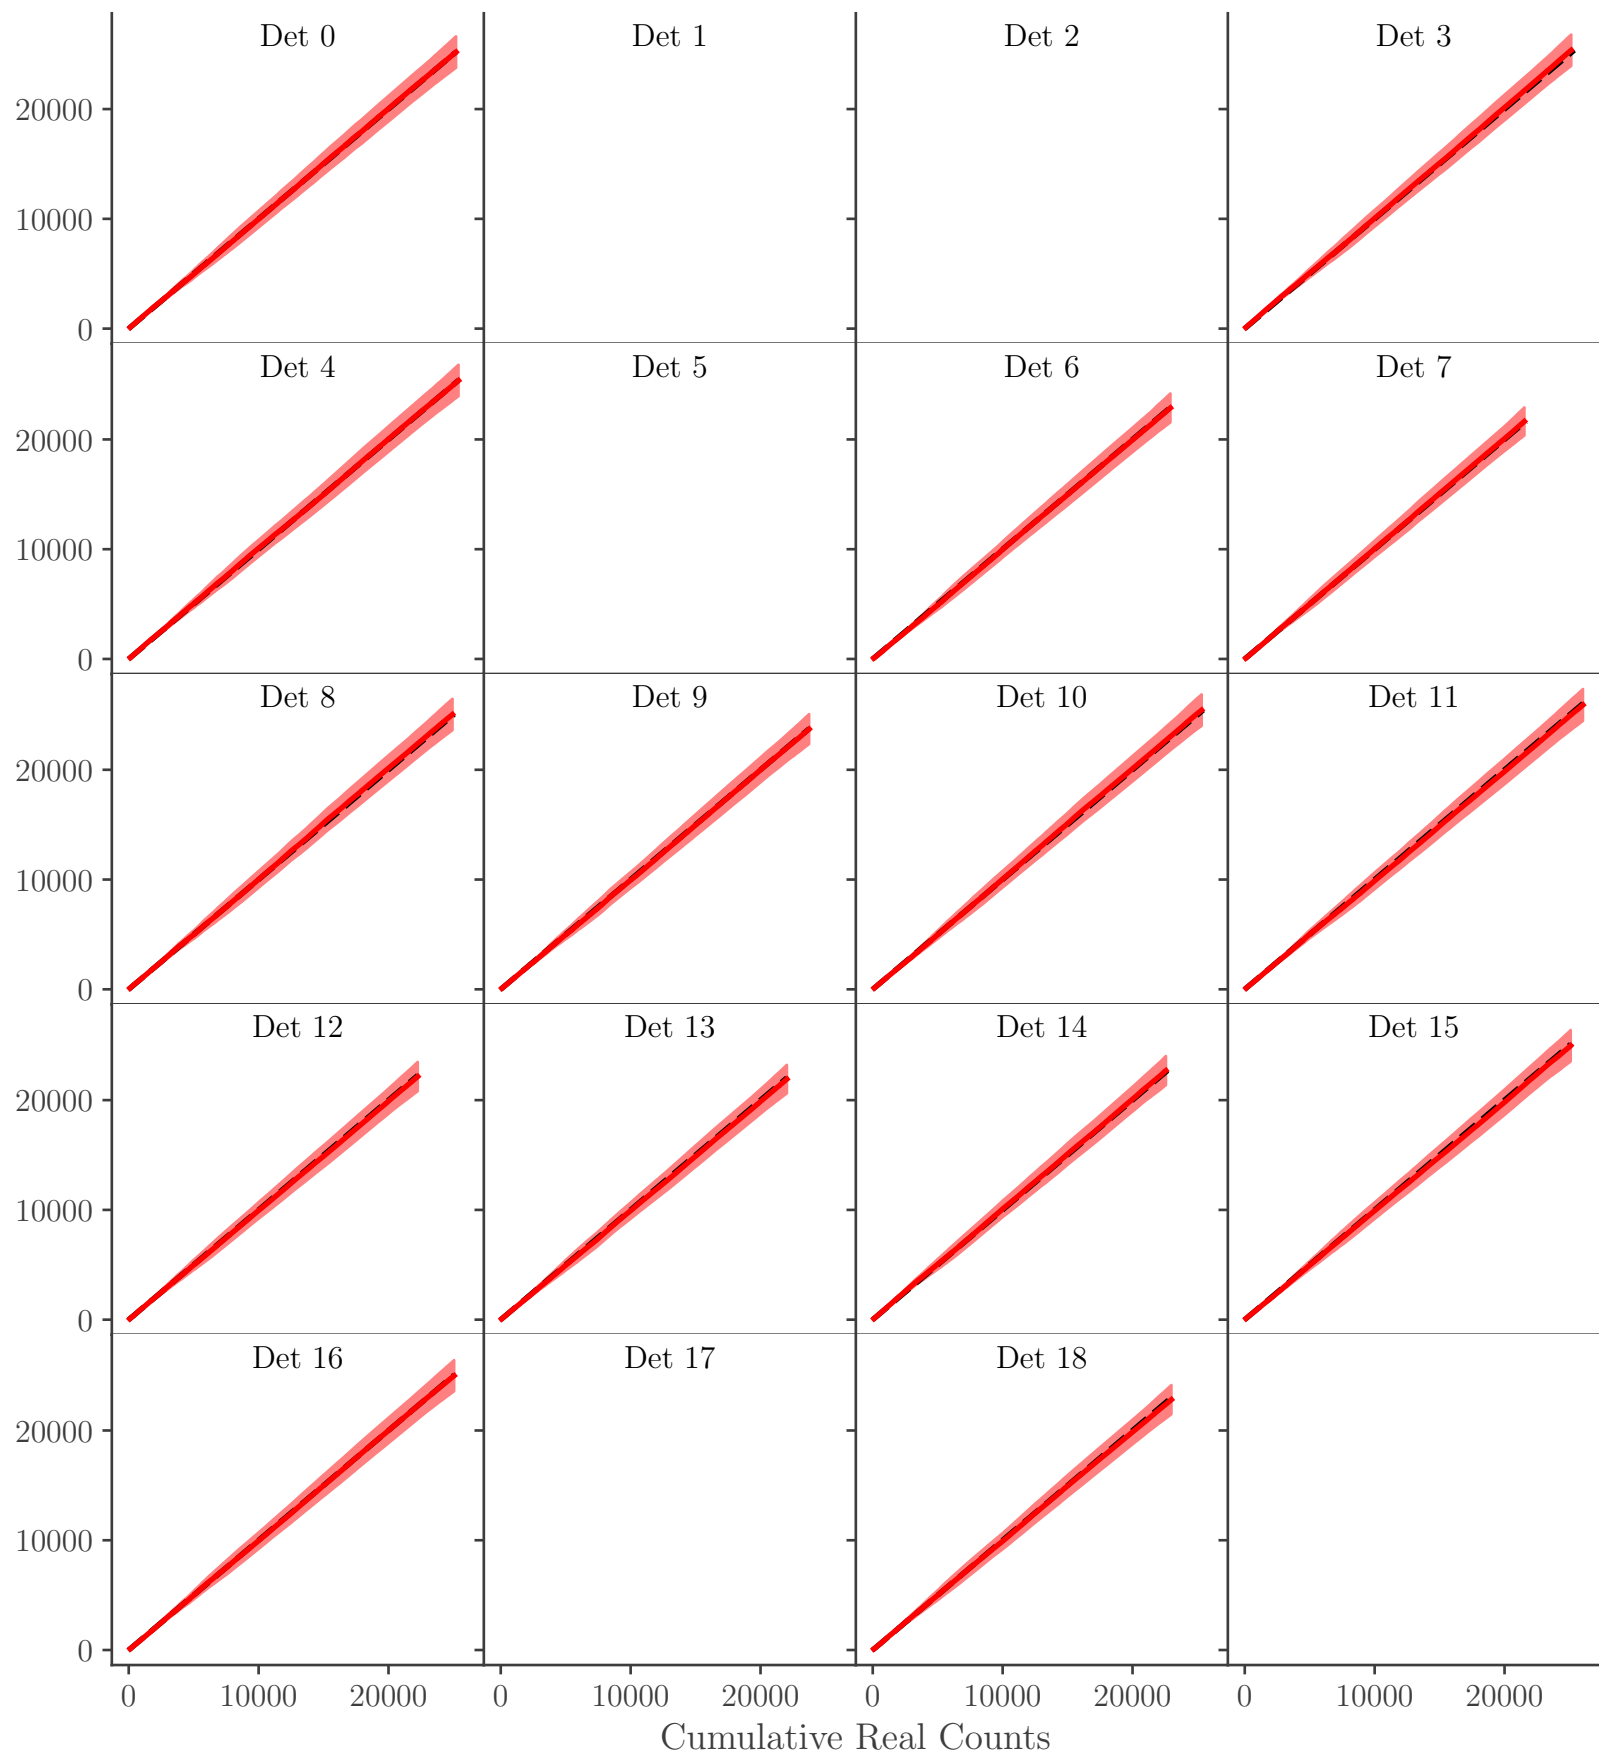 Det 0 Det 1 Det 2 Det 3
20000
10000
0
Det 4 Det 5 Det 6 Det 7
20000
10000
0
Det 8 Det 9 Det 10 Det 11
20000
10000
0
Det 12 Det 13 Det 14 Det 15
20000
10000
0
Det 16 Det 17 Det 18
20000
10000
0
0 10000 20000 0 10000 20000 0 10000 20000 0 10000 20000
Cumulative Real Counts